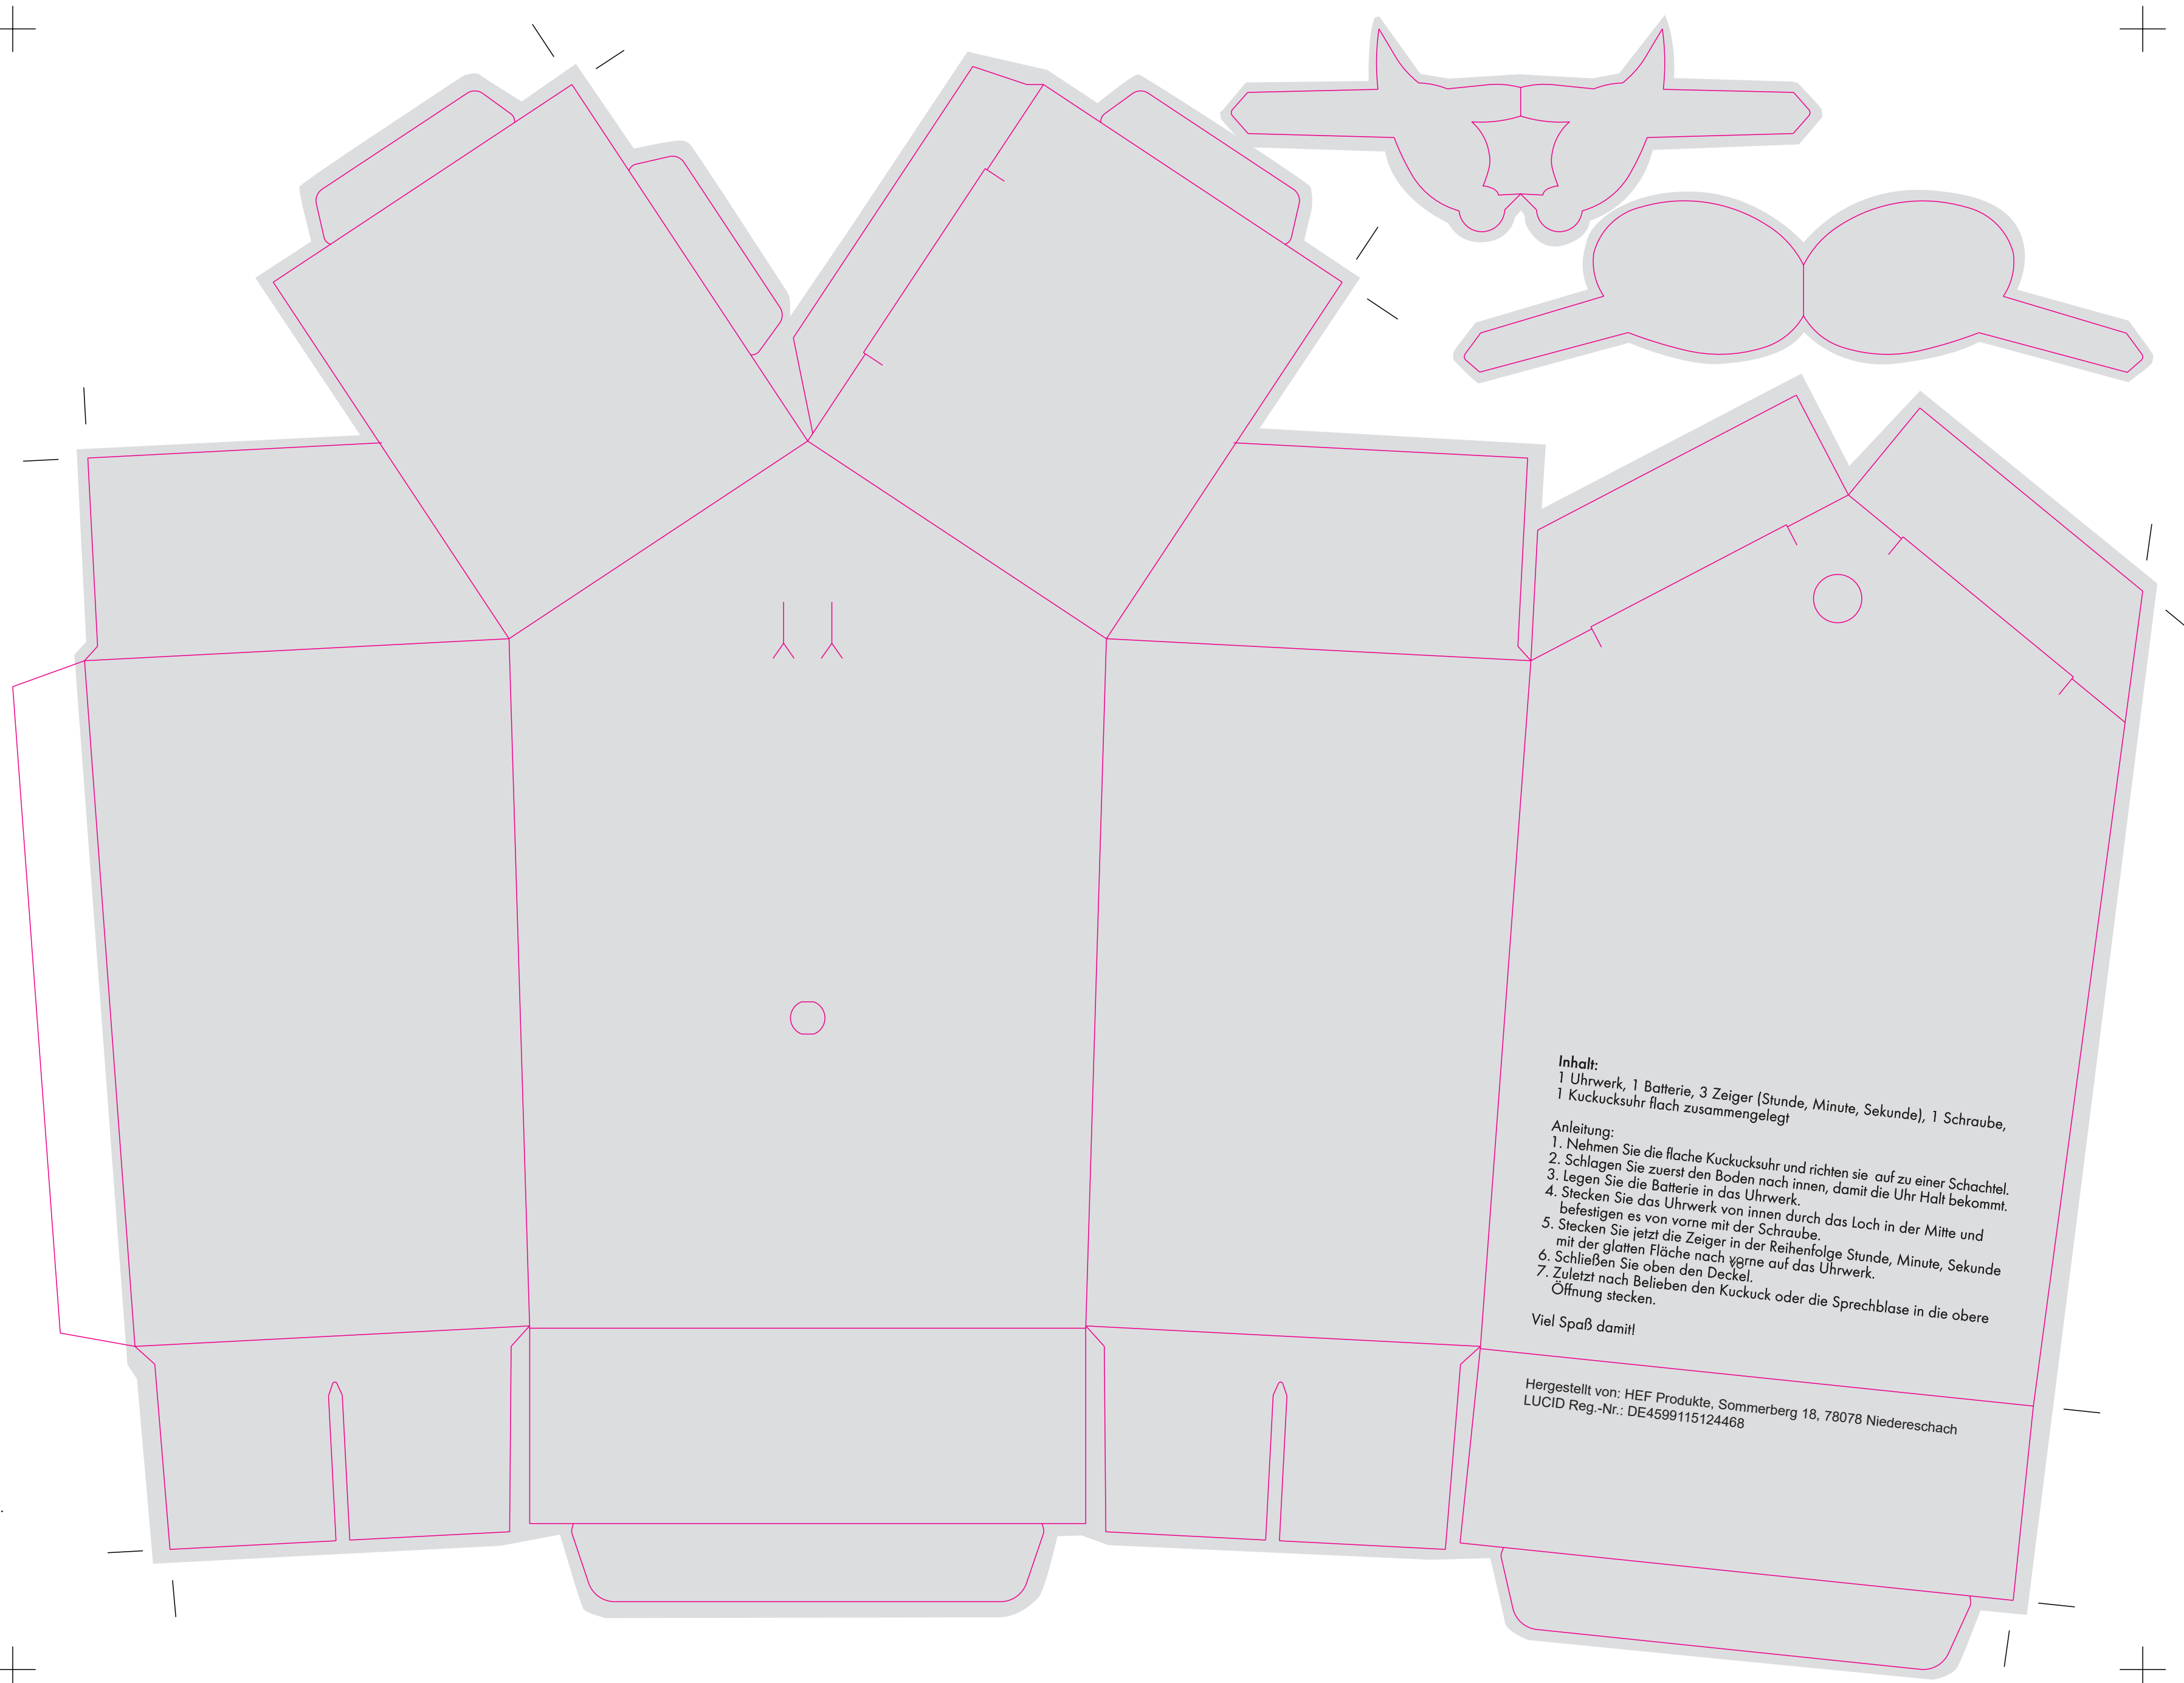 Inhalt:
1 Uhrwerk, 1 Batterie, 3 Zeiger (Stunde, Minute, Sekunde), 1 Schraube,
1 Kuckucksuhr flach zusammengelegt
Anleitung:
1. Nehmen Sie die flache Kuckucksuhr und richten sie auf zu einer Schachtel.
2. Schlagen Sie zuerst den Boden nach innen, damit die Uhr Halt bekommt.
3. Legen Sie die Batterie in das Uhrwerk.
4. Stecken Sie das Uhrwerk von innen durch das Loch in der Mitte und
befestigen es von vorne mit der Schraube.
5. Stecken Sie jetzt die Zeiger in der Reihenfolge Stunde, Minute, Sekunde
mit der glatten Fläche nach vorne auf das Uhrwerk.
vo
6. Schließen Sie oben den Deckel.
7. Zuletzt nach Belieben den Kuckuck oder die Sprechblase in die obere
Öffnung stecken.
Viel Spaß damit!
Hergestellt von: HEF Produkte, Sommerberg 18, 78078 Niedereschach
LUCID Reg.-Nr.: DE4599115124468